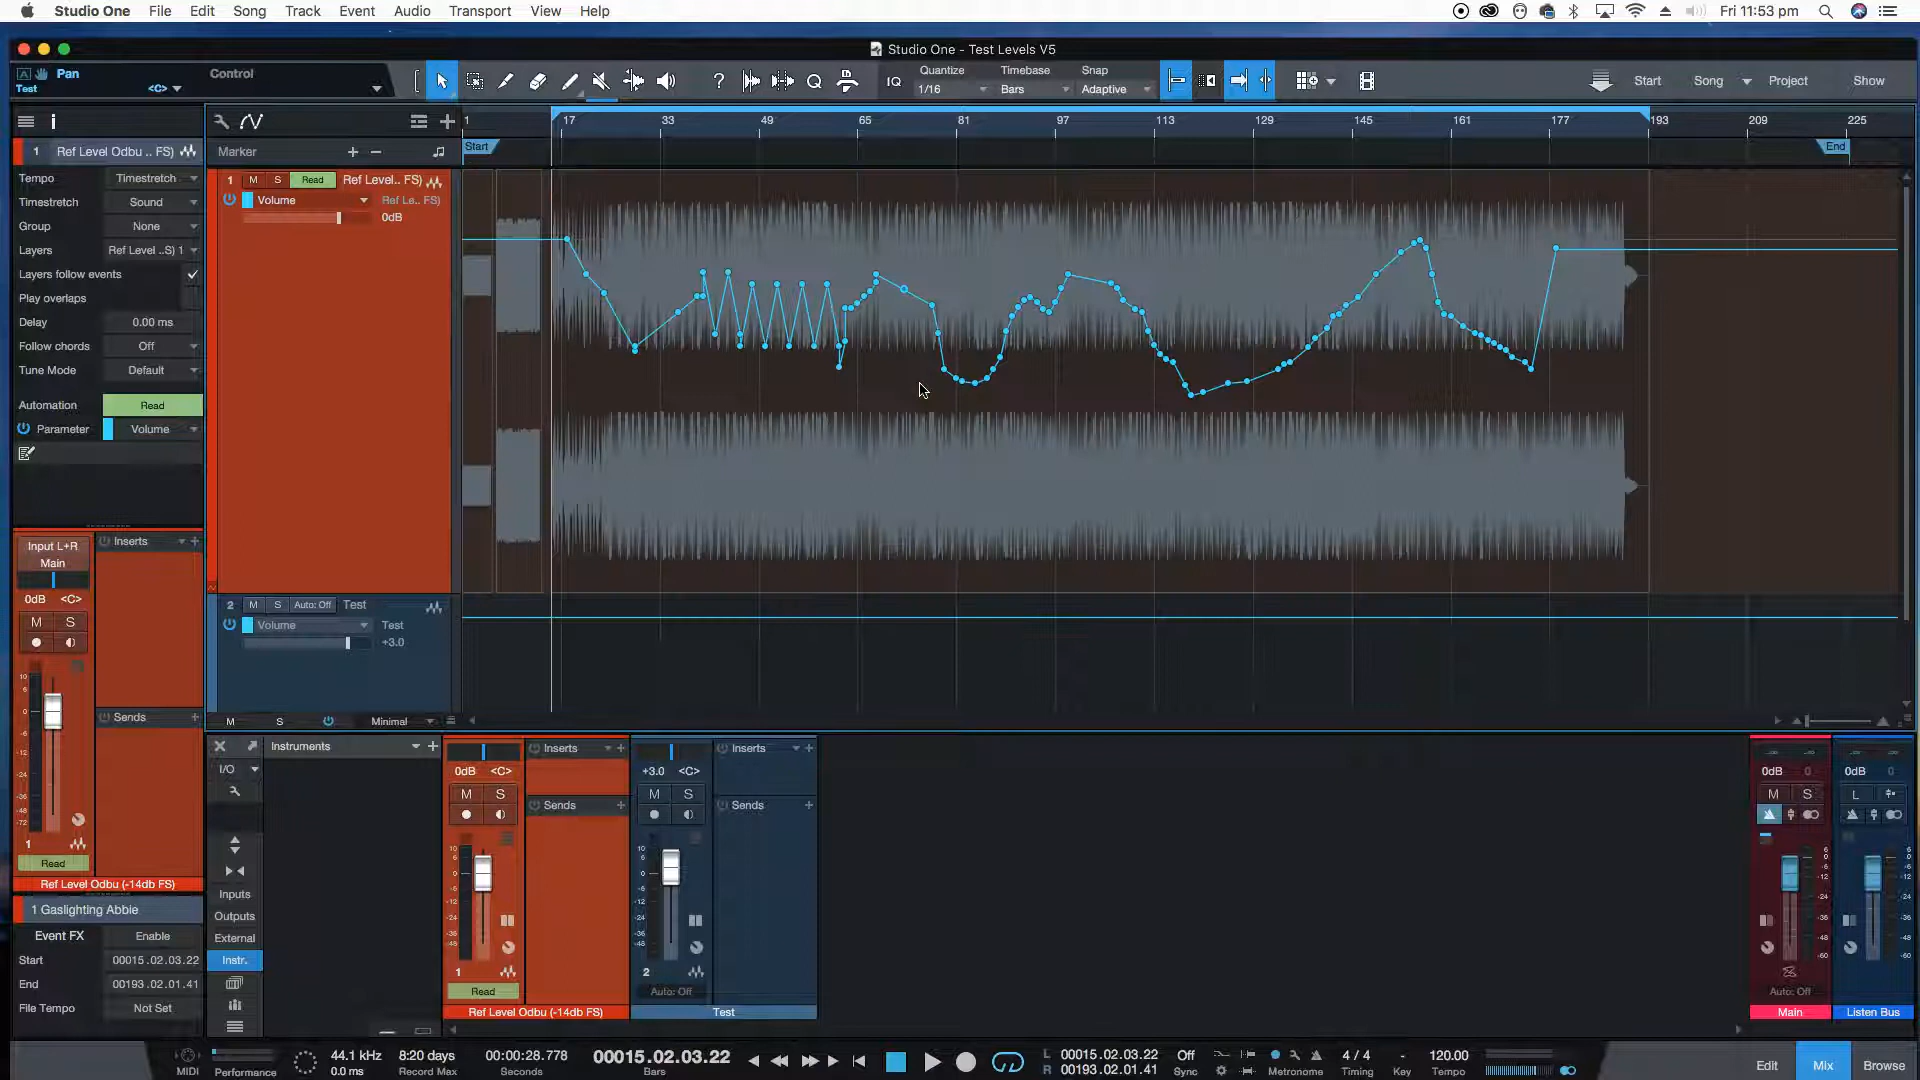 Studio One File Edit Song Track Event Audio Transport View Help Fri 11:53 pm
Studio One - Test Levels V5
Pan Control
Test <C>
IQ Quantize Timebase Snap Start Song Project Show
1/16 Bars Adaptive
1 17 33 49 65 81 97 113 129 145 161 177 193 209 225
Marker Start End
1 Ref Level Odbu .. FS)
Tempo Timestretch
Timestretch Sound
Group None
Layers Ref Level ..S) 1
Layers follow events
Play overlaps
Delay 0.00 ms
Follow chords Off
Tune Mode Default
Automation Read
Parameter Volume
1 M S Read Ref Level.. FS)
Volume Ref Le.. FS)
0dB
2 M S Auto: Off Test
Volume Test
+3.0
M S Minimal
Input L+R
Main
0dB <C>
M S
Inserts
Sends
1
Read
Ref Level Odbu (-14db FS)
1 Gaslighting Abbie
Event FX Enable
Start 00015.02.03.22
End 00193.02.01.41
File Tempo Not Set
Instruments
I/O
Inputs
Outputs
External
Instr.
Inserts
0dB <C>
M S
Sends
1
Read
Ref Level Odbu (-14db FS)
Inserts
+3.0 <C>
M S
Sends
2
Auto: Off
Test
0dB 0
M S
Auto: Off
Main
0dB 0
L
Listen Bus
MIDI Performance
44.1 kHz 8:20 days 00:00:28.778 00015.02.03.22
0.0 ms Record Max Seconds Bars
L 00015.02.03.22 Off 4 / 4 - 120.00
R 00193.02.01.41 Sync Metronome Timing Key Tempo
Edit Mix Browse